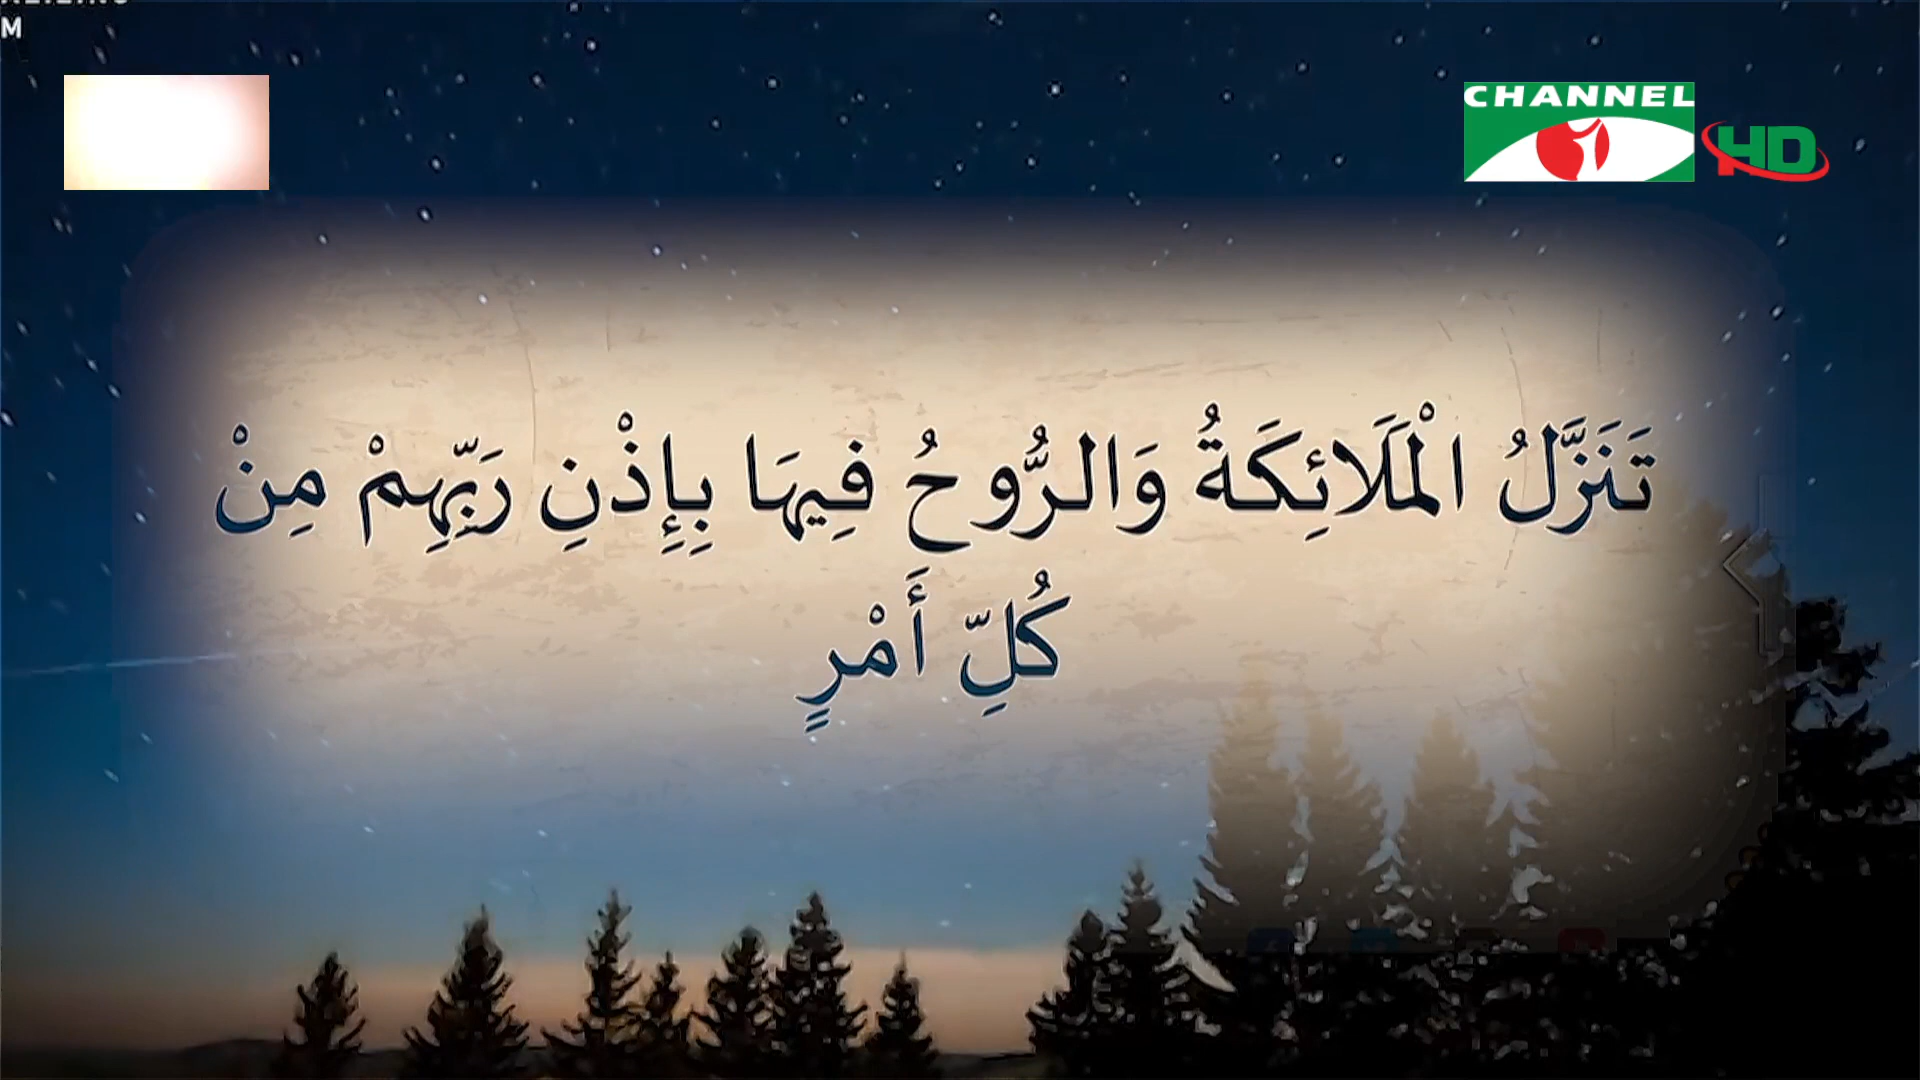 M
CHANNEL
HD
تَنَزَّلُ الْمَلَائِكَةُ وَالرُّوحُ فِيهَا بِإِذْنِ رَبِّهِمْ مِنْ
كُلِّ أَمْرٍ